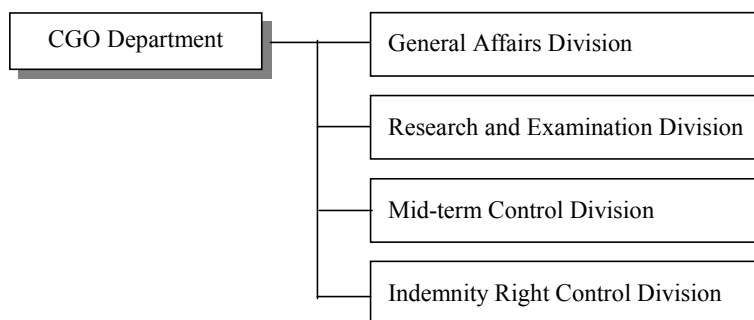 CGO Department
General Affairs Division
Research and Examination Division
Mid-term Control Division
Indemnity Right Control Division